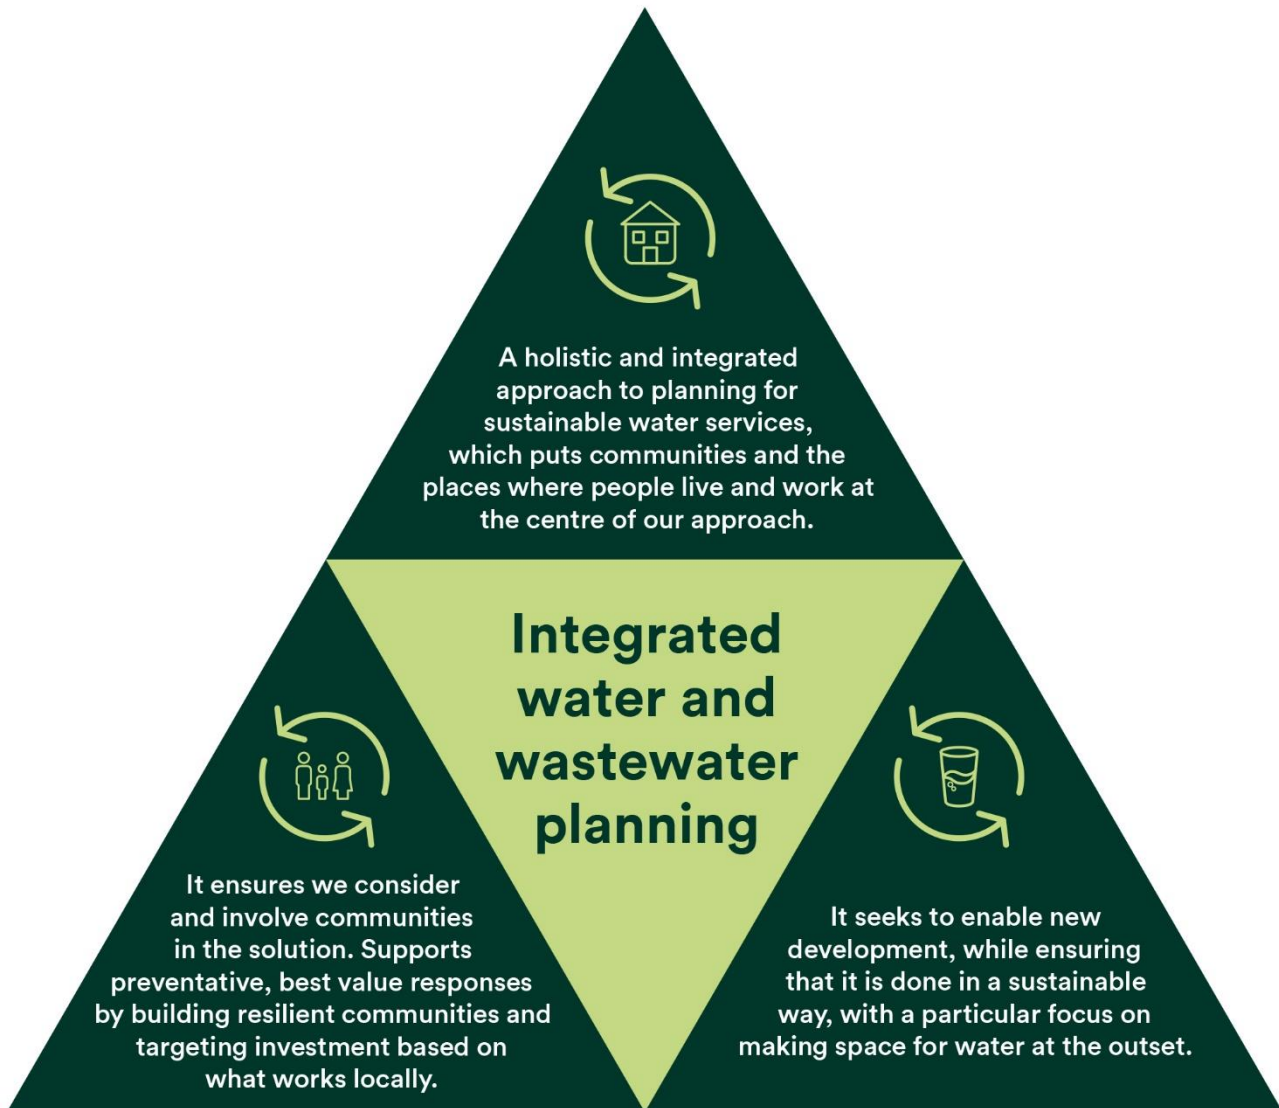 A holistic and integrated
approach to planning for
sustainable water services,
which puts communities and the
places where people live and work at
the centre of our approach.
Integrated
water and
wastewater
planning
It ensures we consider
and involve communities
in the solution. Supports
preventative, best value responses
by building resilient communities and
targeting investment based on
what works locally.
It seeks to enable new
development, while ensuring
that it is done in a sustainable
way, with a particular focus on
making space for water at the outset.